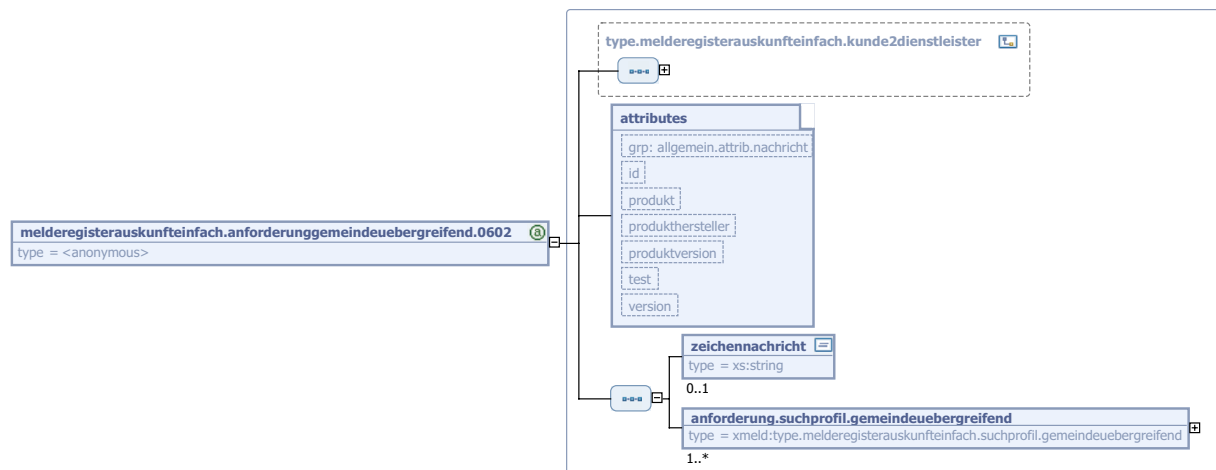 type.melderegisterauskunfteinfach.kunde2dienstleister
attributes
grp: allgemein.attrib.nachricht
id
produkt
produkthersteller
produktversion
test
version
melderegisterauskunfteinfach.anforderunggemeindeuebergreifend.0602
type = <anonymous>
zeichennachricht
type = xs:string
0..1
anforderung.suchprofil.gemeindeuebergreifend
type = xmeld:type.melderegisterauskunfteinfach.suchprofil.gemeindeuebergreifend
1..*